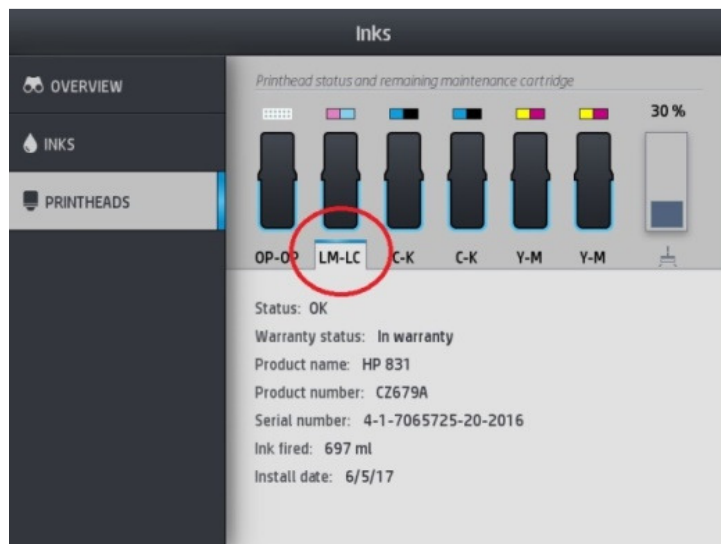 Inks
OVERVIEW
INKS
PRINTHEADS
Printhead status and remaining maintenance cartridge
30 %
OP-OP LM-LC C-K C-K Y-M Y-M
Status: OK
Warranty status: In warranty
Product name: HP 831
Product number: CZ679A
Serial number: 4-1-7065725-20-2016
Ink fired: 697 ml
Install date: 6/5/17